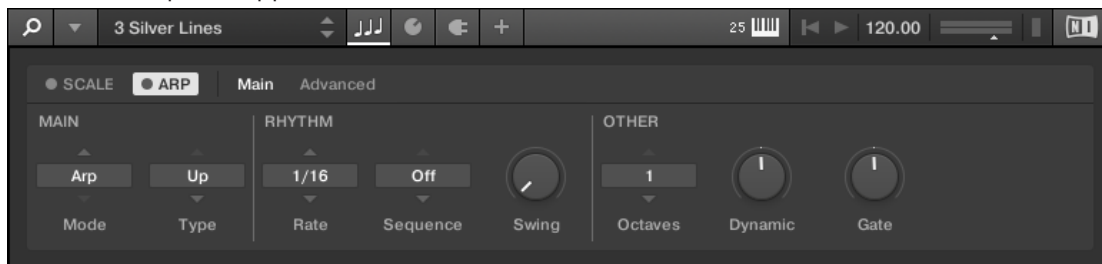 3 Silver Lines 25 120.00 NI
SCALE ARP Main Advanced
MAIN RHYTHM OTHER
Arp Up 1/16 Off 1
Mode Type Rate Sequence Swing Octaves Dynamic Gate